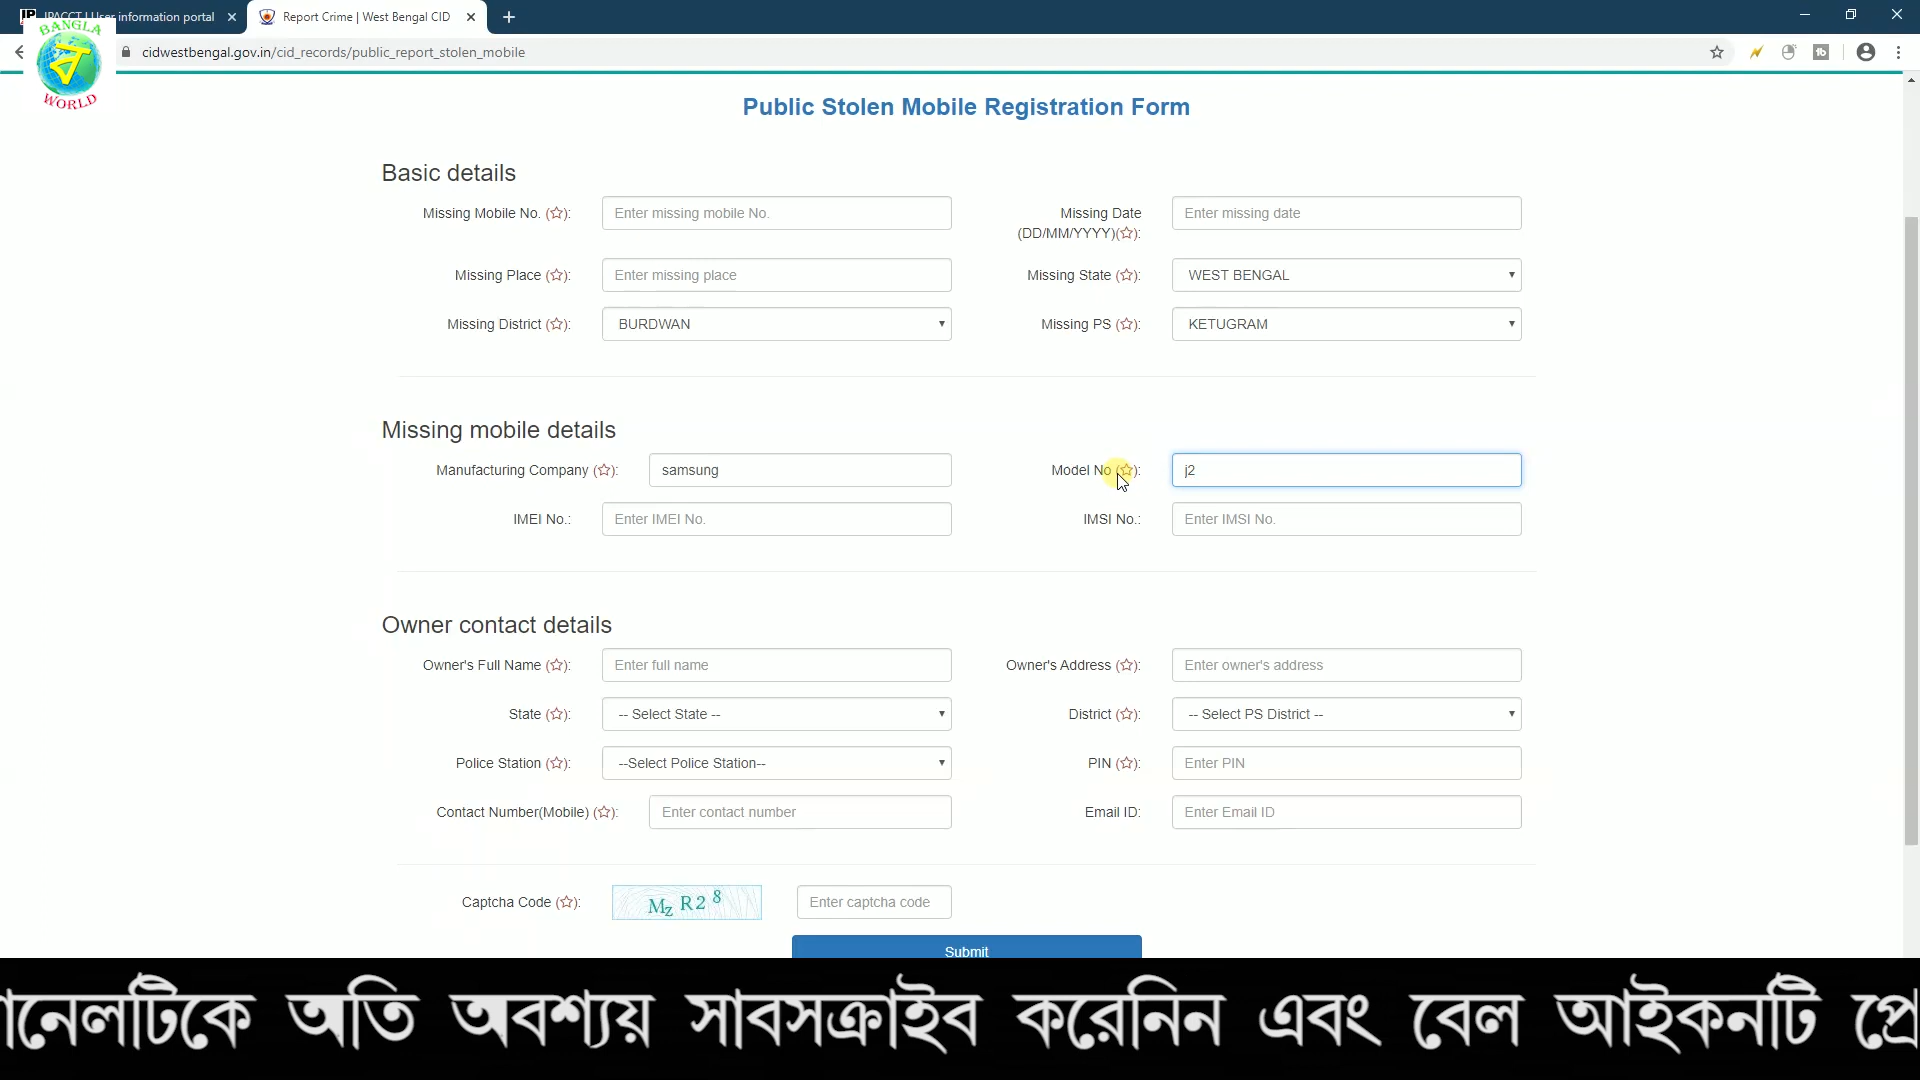 JPACCT | User information portal
Report Crime | West Bengal CID
BANGLA
ব
WORLD
cidwestbengal.gov.in/cid_records/public_report_stolen_mobile
Public Stolen Mobile Registration Form
Basic details
Missing Mobile No. (☆): Enter missing mobile No.
Missing Date (DD/MM/YYYY)(☆): Enter missing date
Missing Place (☆): Enter missing place
Missing State (☆): WEST BENGAL
Missing District (☆): BURDWAN
Missing PS (☆): KETUGRAM
Missing mobile details
Manufacturing Company (☆): samsung
Model No (☆): j2
IMEI No.: Enter IMEI No.
IMSI No.: Enter IMSI No.
Owner contact details
Owner's Full Name (☆): Enter full name
Owner's Address (☆): Enter owner's address
State (☆): -- Select State --
District (☆): -- Select PS District --
Police Station (☆): --Select Police Station--
PIN (☆): Enter PIN
Contact Number(Mobile) (☆): Enter contact number
Email ID: Enter Email ID
Captcha Code (☆): Mz R2 8 Enter captcha code
Submit
অতি অবশ্যয় সাবসক্রাইব করেনিন এবং বেল আইকনটি